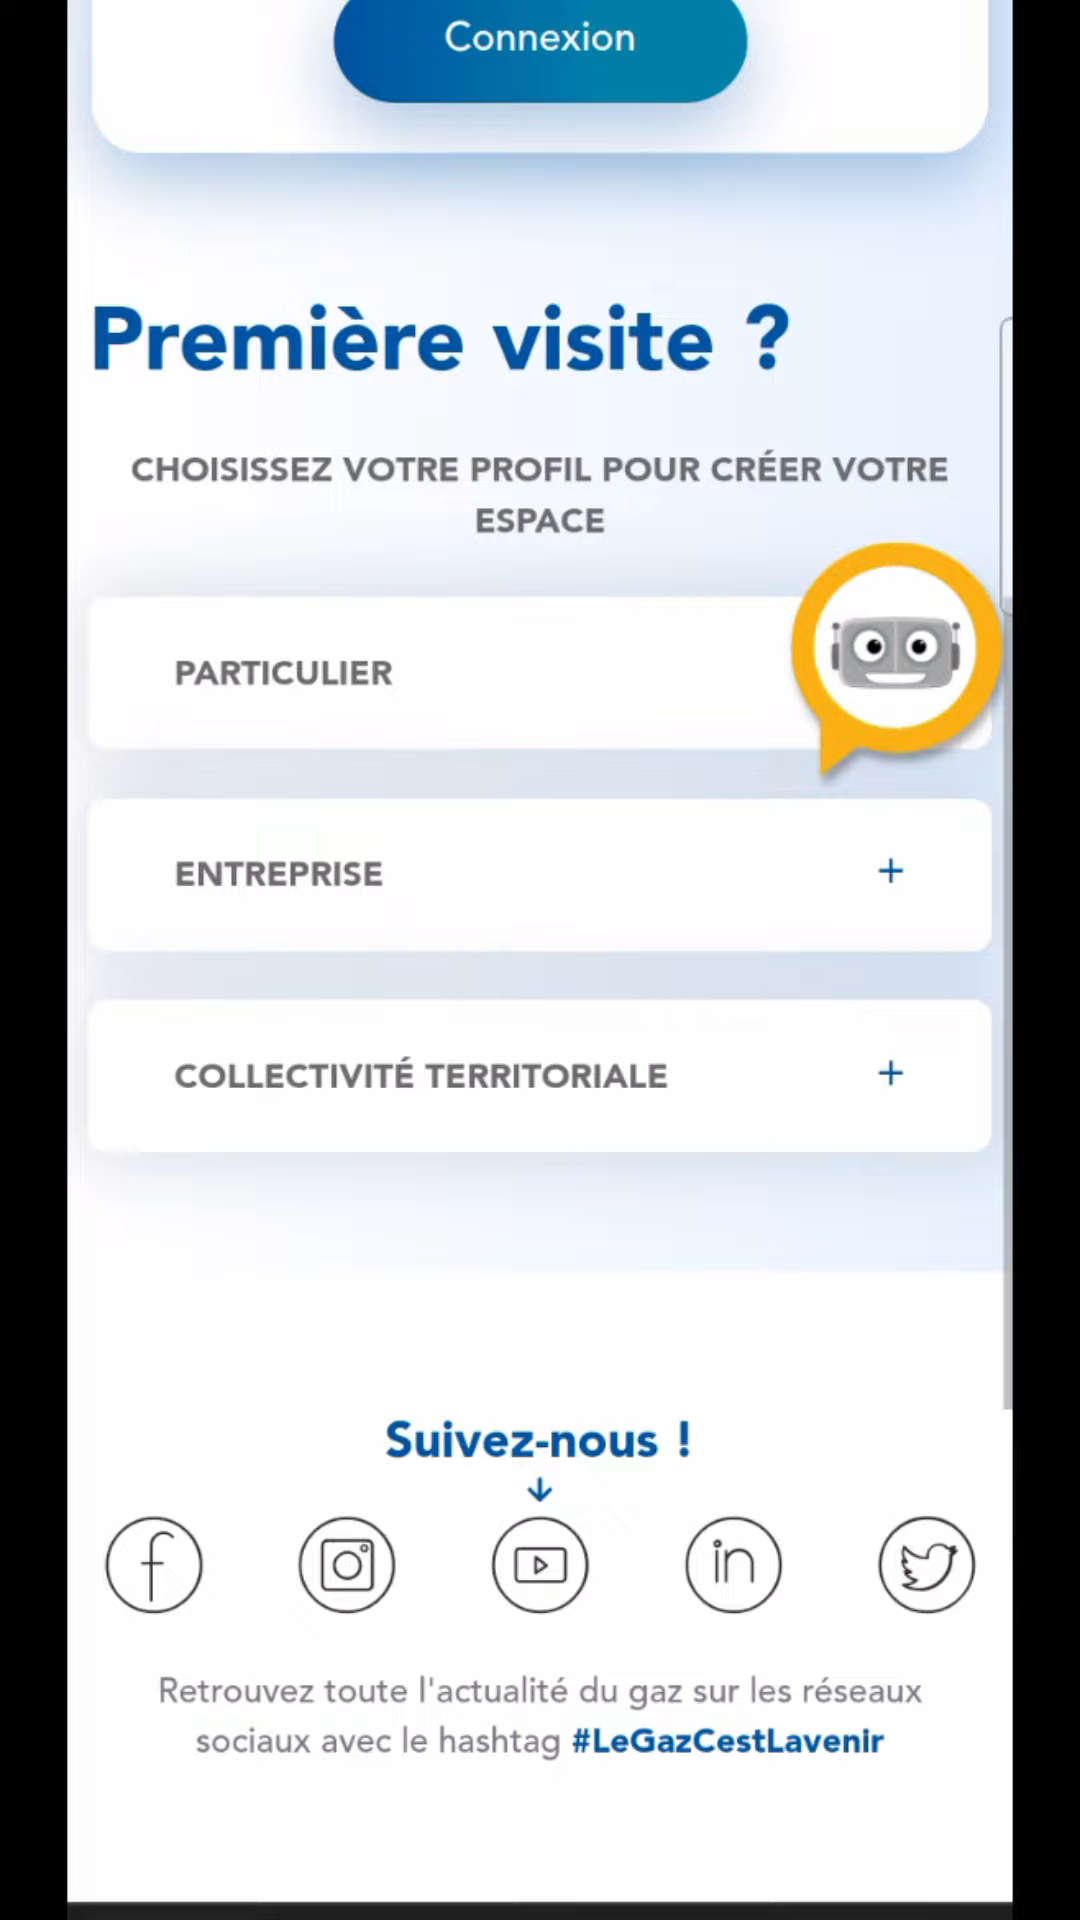 Connexion
Première visite ?
CHOISISSEZ VOTRE PROFIL POUR CRÉER VOTRE
ESPACE
PARTICULIER
ENTREPRISE +
COLLECTIVITÉ TERRITORIALE +
Suivez-nous !
Retrouvez toute l'actualité du gaz sur les réseaux
sociaux avec le hashtag #LeGazCestLavenir